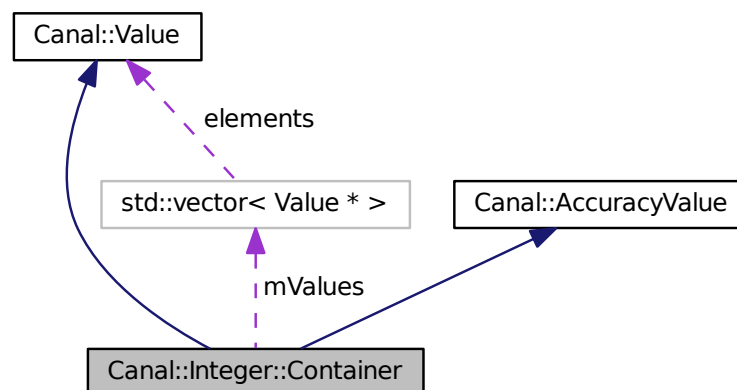 Canal::Value
elements
std::vector< Value * >
Canal::AccuracyValue
mValues
Canal::Integer::Container